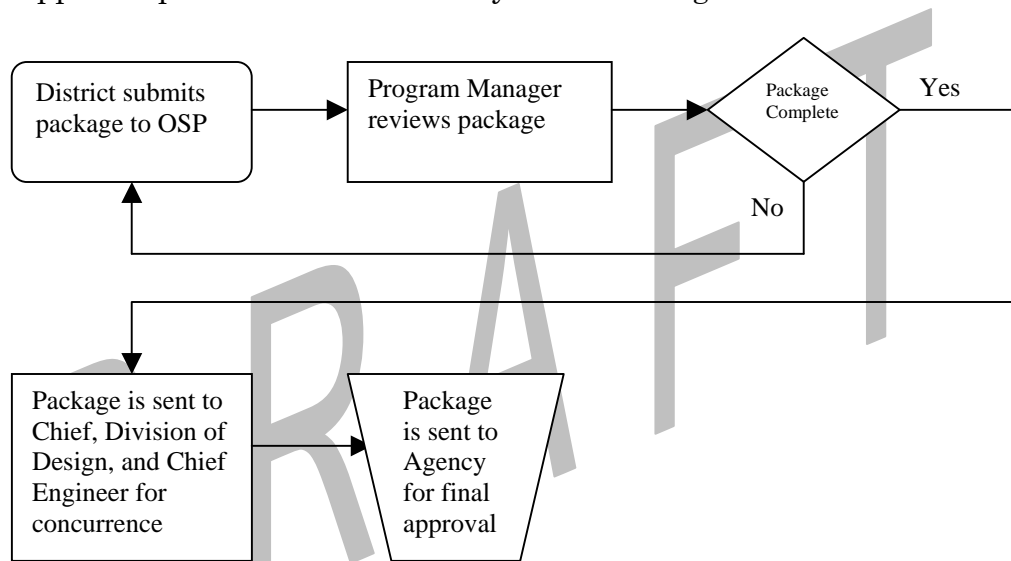 District submits
package to OSP
Program Manager
reviews package
Package
Complete
Yes
No
Package is sent to
Chief, Division of
Design, and Chief
Engineer for
concurrence
Package
is sent to
Agency
for final
approval
DRAFT